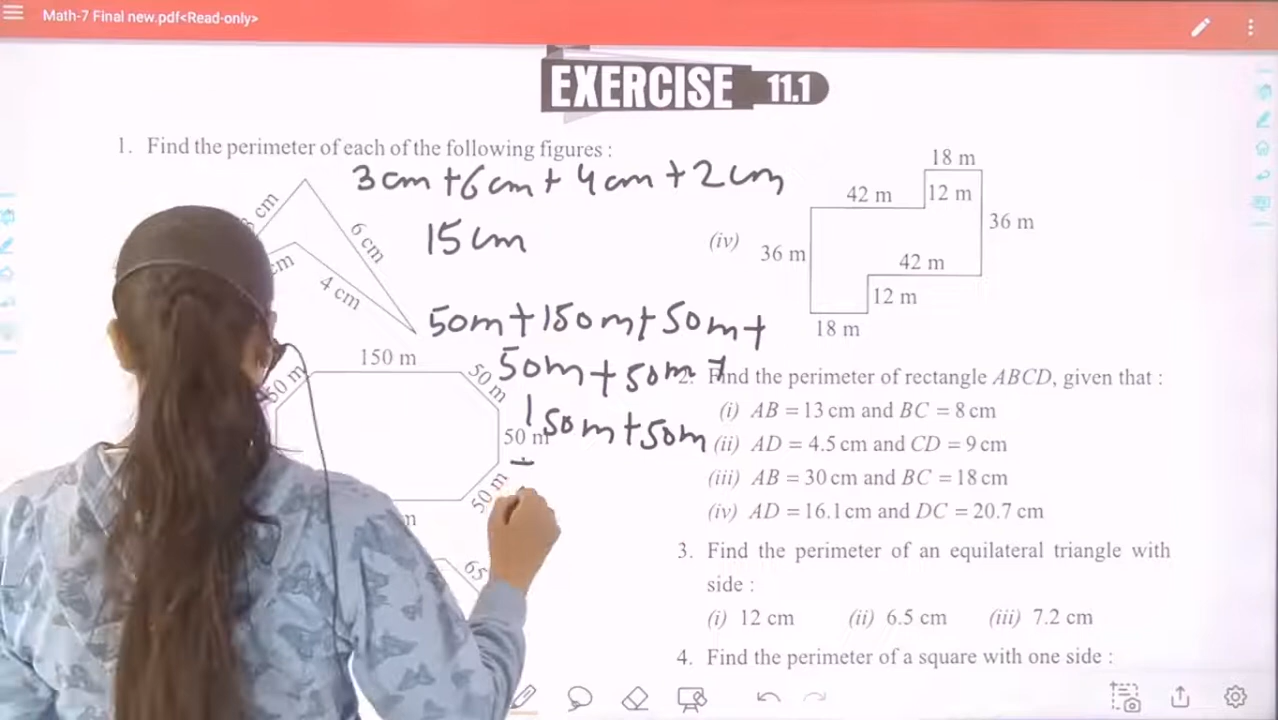 Math-7 Final new.pdf<Read-only>
EXERCISE 11.1
1. Find the perimeter of each of the following figures :
3cm+6cm+4cm+2cm
15cm
cm
6 cm
cm
4 cm
18 m
42 m
12 m
36 m
(iv)
36 m
42 m
12 m
18 m
50m+150m+50m+
50m+50m+
150m+50m
+
150 m
50 m
50 m
50 m
50 m
65
2. Find the perimeter of rectangle ABCD, given that :
(i) AB = 13 cm and BC = 8 cm
(ii) AD = 4.5 cm and CD = 9 cm
(iii) AB = 30 cm and BC = 18 cm
(iv) AD = 16.1 cm and DC = 20.7 cm
3. Find the perimeter of an equilateral triangle with
side :
(i) 12 cm (ii) 6.5 cm (iii) 7.2 cm
4. Find the perimeter of a square with one side :